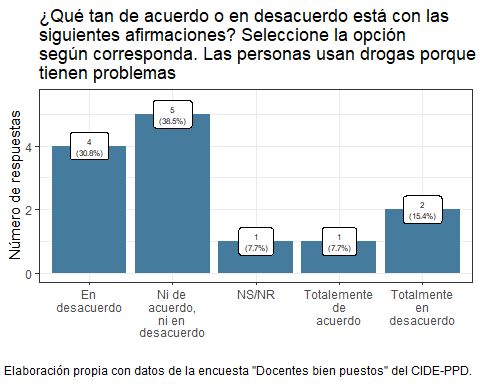 ¿Qué tan de acuerdo o en desacuerdo está con las
siguientes afirmaciones? Seleccione la opción
según corresponda. Las personas usan drogas porque
tienen problemas
Número de respuestas
4
2
0
4
(30.8%)
5
(38.5%)
1
(7.7%)
1
(7.7%)
2
(15.4%)
En
desacuerdo
Ni de
acuerdo,
ni en
desacuerdo
NS/NR
Totalemente
de
acuerdo
Totalmente
en
desacuerdo
Elaboración propia con datos de la encuesta "Docentes bien puestos" del CIDE-PPD.